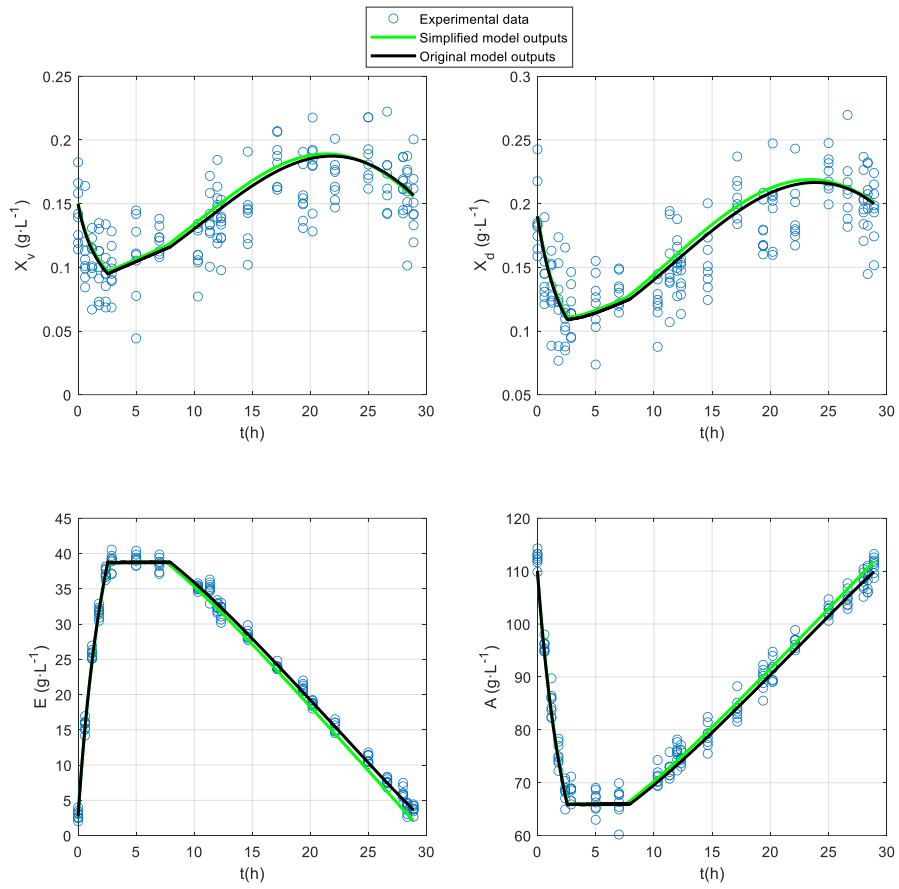 Experimental data
Simplified model outputs
Original model outputs
0.25
0.2
0.15
0.1
0.05
0
X_v (g·L^-1)
0 5 10 15 20 25 30
t(h)
0.3
0.25
0.2
0.15
0.1
0.05
X_d (g·L^-1)
0 5 10 15 20 25 30
t(h)
45
40
35
30
25
20
15
10
5
0
E (g·L^-1)
0 5 10 15 20 25 30
t(h)
120
110
100
90
80
70
60
A (g·L^-1)
0 5 10 15 20 25 30
t(h)